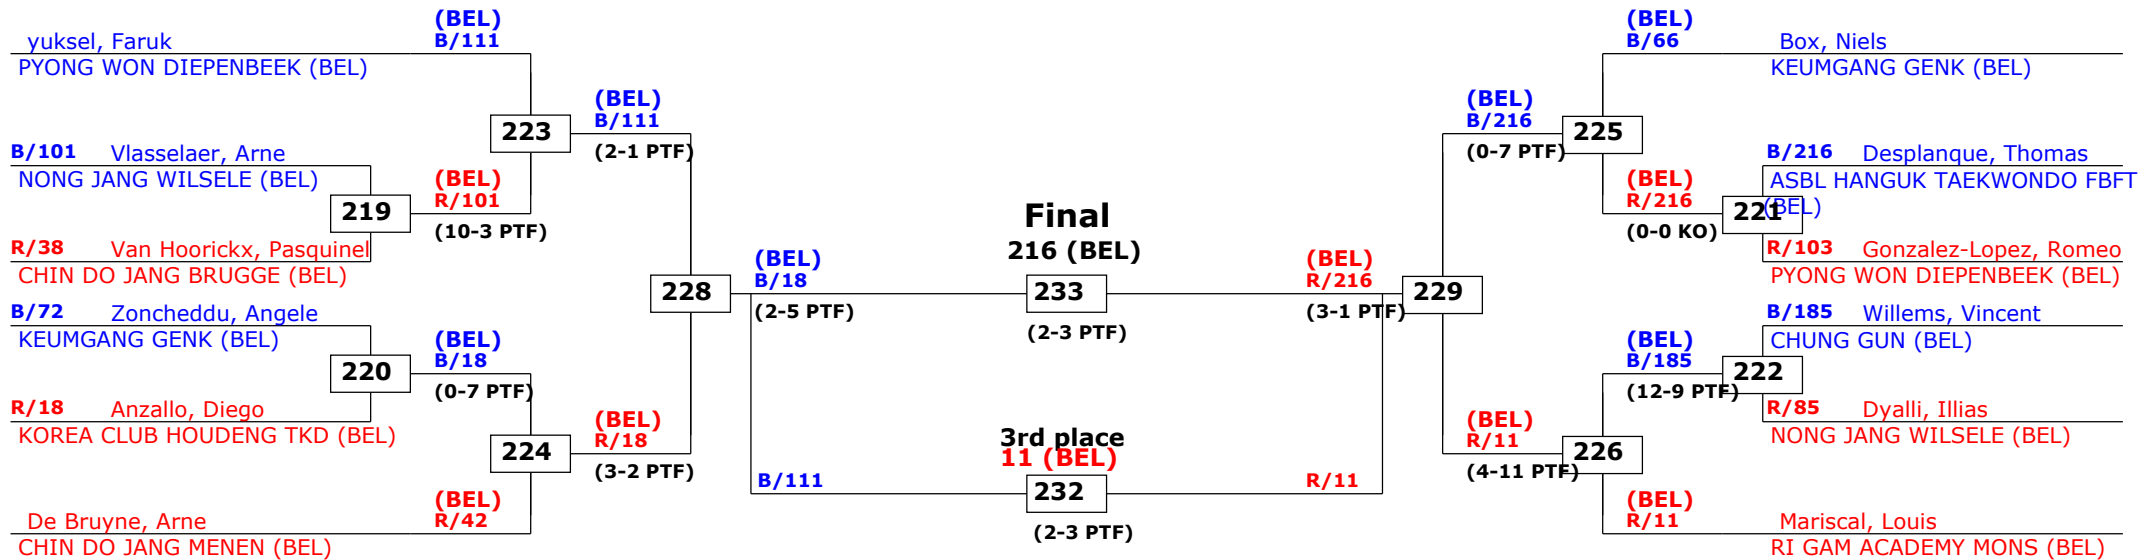 (BEL)
B/111
yuksel, Faruk
PYONG WON DIEPENBEEK (BEL)
(BEL)
B/111
223
(2-1 PTF)
B/101 Vlasselaer, Arne
NONG JANG WILSELE (BEL)
219
(BEL)
R/101
(10-3 PTF)
R/38 Van Hoorickx, Pasquinel
CHIN DO JANG BRUGGE (BEL)
228
(BEL)
B/18
(2-5 PTF)
B/72 Zoncheddu, Angele
KEUMGANG GENK (BEL)
220
(BEL)
B/18
(0-7 PTF)
R/18 Anzallo, Diego
KOREA CLUB HOUDENG TKD (BEL)
224
(BEL)
R/18
(3-2 PTF)
(BEL)
R/42
De Bruyne, Arne
CHIN DO JANG MENEN (BEL)
Final
216 (BEL)
233
(2-3 PTF)
3rd place
11 (BEL)
B/111
232
R/11
(2-3 PTF)
(BEL)
B/66
Box, Niels
KEUMGANG GENK (BEL)
(BEL)
B/216
225
(0-7 PTF)
B/216 Desplanque, Thomas
ASBL HANGUK TAEKWONDO FBFT
(BEL)
221
(BEL)
R/216
(0-0 KO)
R/103 Gonzalez-Lopez, Romeo
PYONG WON DIEPENBEEK (BEL)
(BEL)
R/216
229
(3-1 PTF)
B/185 Willems, Vincent
CHUNG GUN (BEL)
(BEL)
B/185
222
(12-9 PTF)
R/85 Dyalli, Illias
NONG JANG WILSELE (BEL)
(BEL)
R/11
226
(4-11 PTF)
(BEL)
R/11
Mariscal, Louis
RI GAM ACADEMY MONS (BEL)